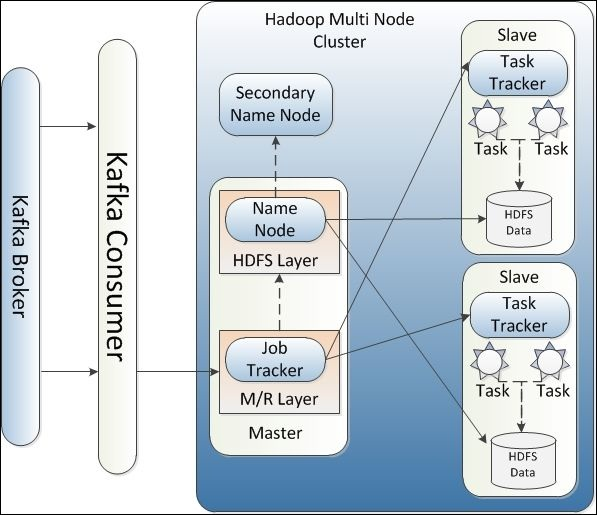 Hadoop Multi Node
Cluster
Kafka Broker
Kafka Consumer
Secondary
Name Node
Name
Node
HDFS Layer
Job
Tracker
M/R Layer
Master
Slave
Task
Tracker
Task
Task
HDFS
Data
Slave
Task
Tracker
Task
Task
HDFS
Data